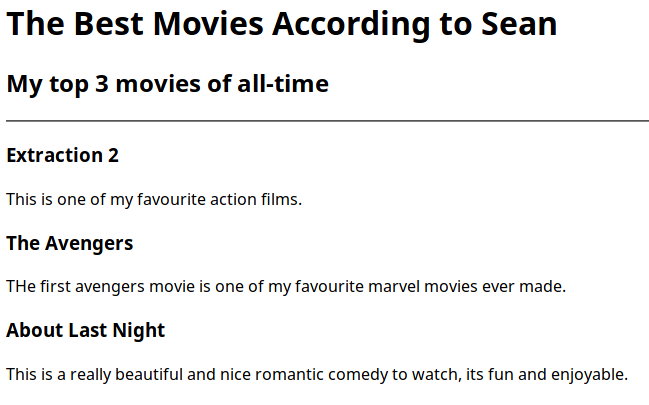 The Best Movies According to Sean
My top 3 movies of all-time
Extraction 2
This is one of my favourite action films.
The Avengers
THe first avengers movie is one of my favourite marvel movies ever made.
About Last Night
This is a really beautiful and nice romantic comedy to watch, its fun and enjoyable.